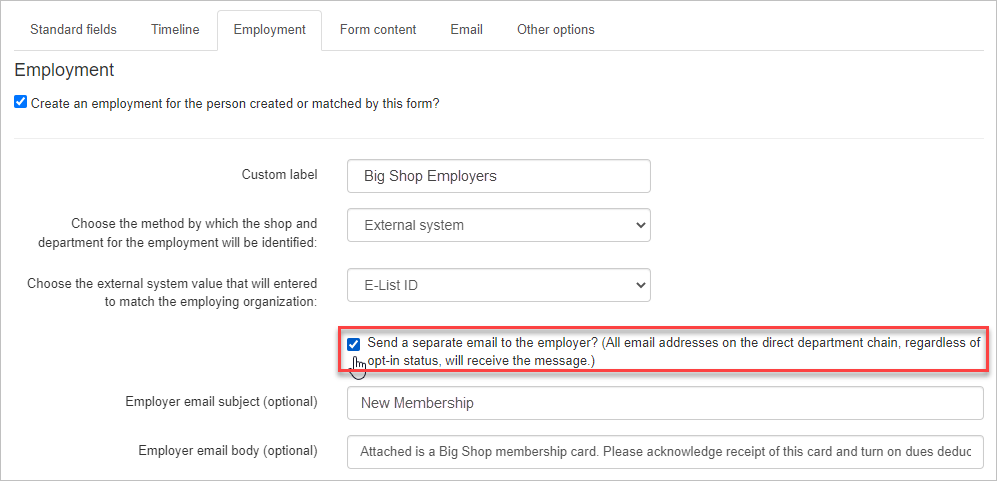 Standard fields Timeline Employment Form content Email Other options
Employment
Create an employment for the person created or matched by this form?
Custom label Big Shop Employers
Choose the method by which the shop and
department for the employment will be identified:
External system
Choose the external system value that will entered
to match the employing organization:
E-List ID
Send a separate email to the employer? (All email addresses on the direct department chain, regardless of
opt-in status, will receive the message.)
Employer email subject (optional) New Membership
Employer email body (optional) Attached is a Big Shop membership card. Please acknowledge receipt of this card and turn on dues deduc